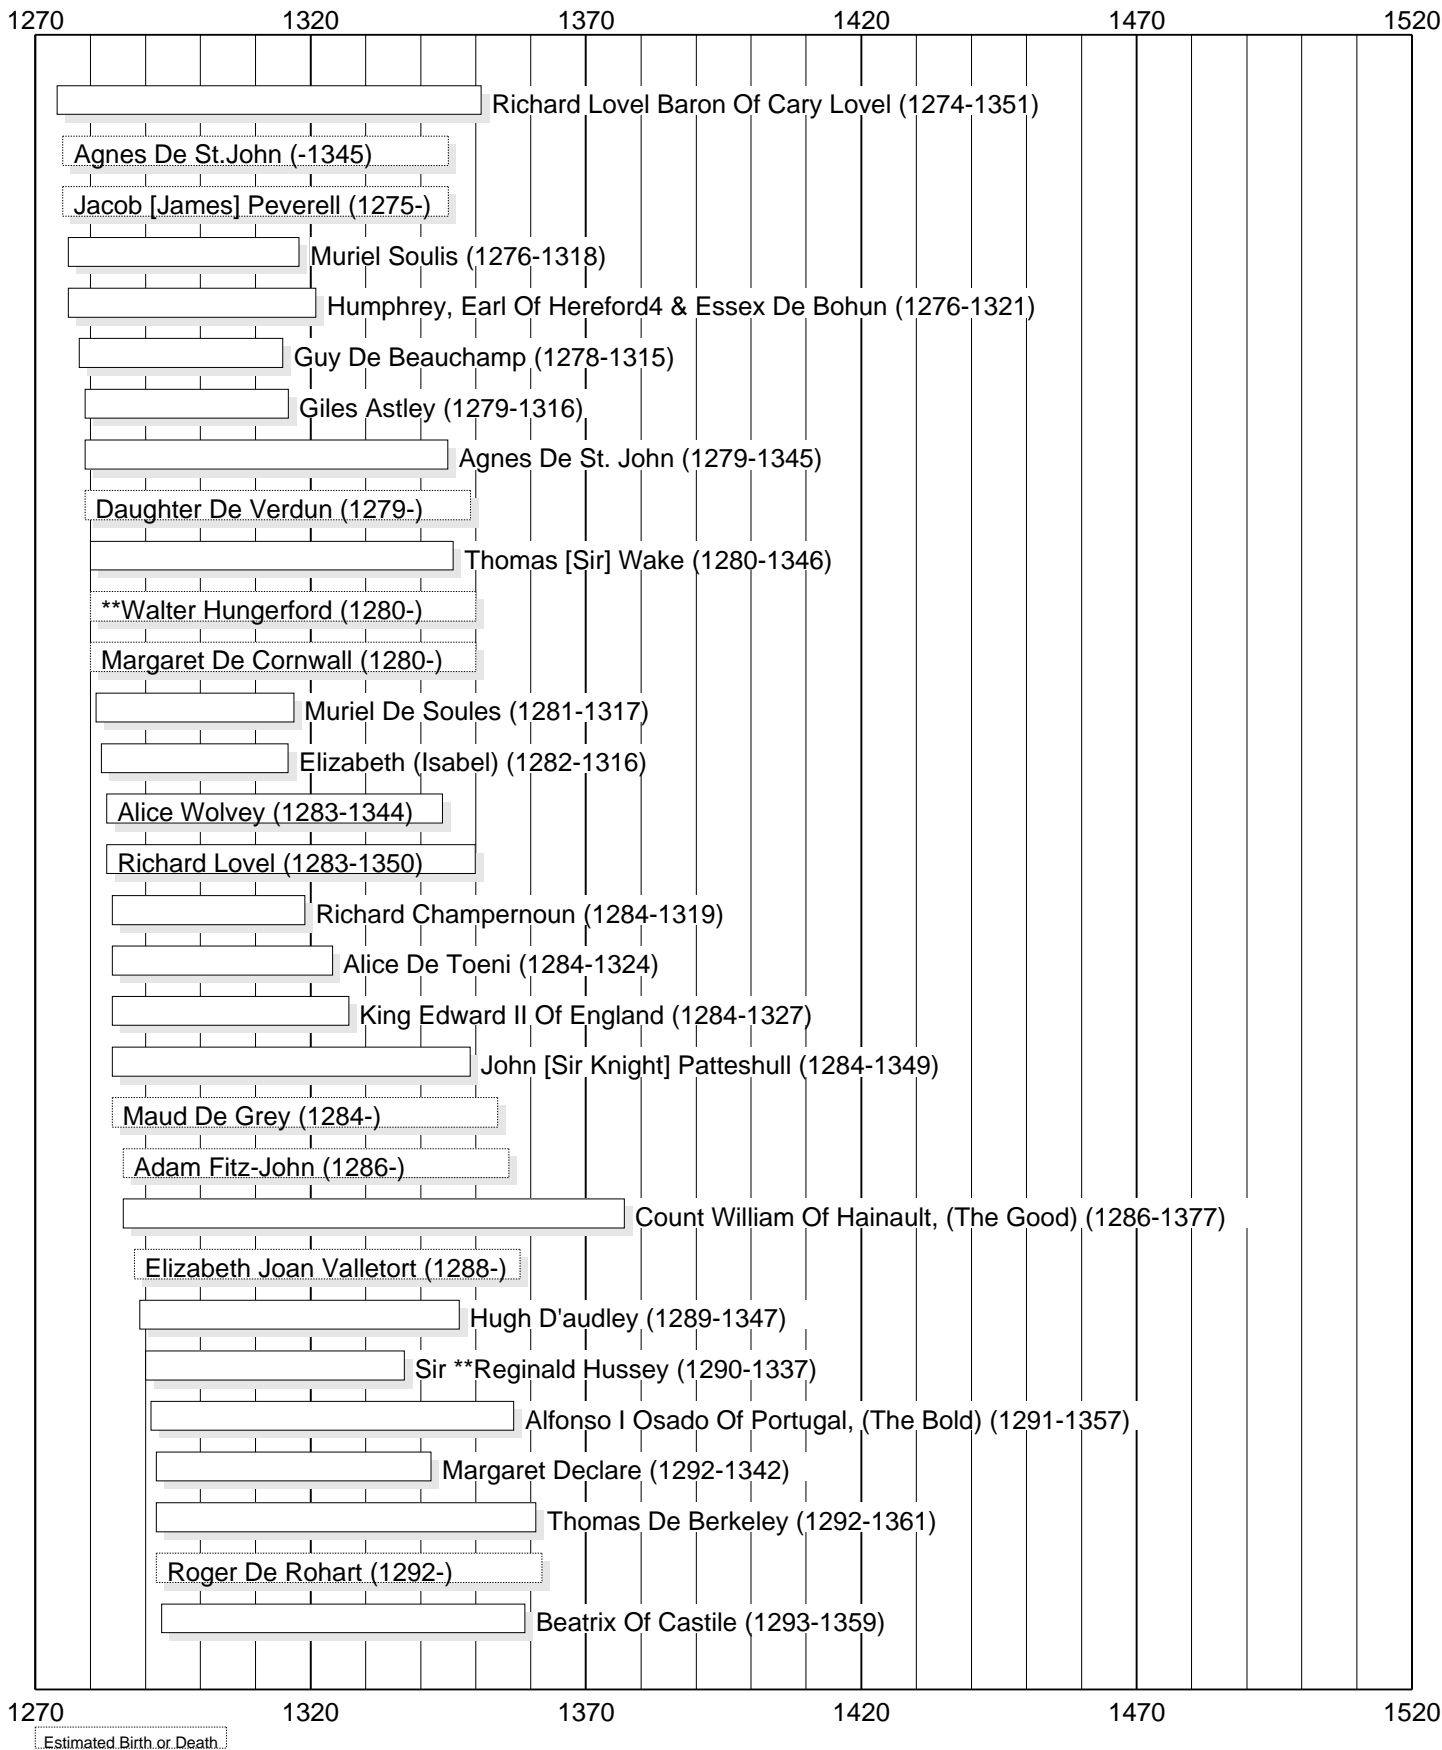 1270 1320 1370 1420 1470 1520
Richard Lovel Baron Of Cary Lovel (1274-1351)
Agnes De St.John (-1345)
Jacob [James] Peverell (1275-)
Muriel Soulis (1276-1318)
Humphrey, Earl Of Hereford4 & Essex De Bohun (1276-1321)
Guy De Beauchamp (1278-1315)
Giles Astley (1279-1316)
Agnes De St. John (1279-1345)
Daughter De Verdun (1279-)
Thomas [Sir] Wake (1280-1346)
**Walter Hungerford (1280-)
Margaret De Cornwall (1280-)
Muriel De Soules (1281-1317)
Elizabeth (Isabel) (1282-1316)
Alice Wolvey (1283-1344)
Richard Lovel (1283-1350)
Richard Champernoun (1284-1319)
Alice De Toeni (1284-1324)
King Edward II Of England (1284-1327)
John [Sir Knight] Patteshull (1284-1349)
Maud De Grey (1284-)
Adam Fitz-John (1286-)
Count William Of Hainault, (The Good) (1286-1377)
Elizabeth Joan Valletort (1288-)
Hugh D'audley (1289-1347)
Sir **Reginald Hussey (1290-1337)
Alfonso I Osado Of Portugal, (The Bold) (1291-1357)
Margaret Declare (1292-1342)
Thomas De Berkeley (1292-1361)
Roger De Rohart (1292-)
Beatrix Of Castile (1293-1359)
1270 1320 1370 1420 1470 1520
Estimated Birth or Death